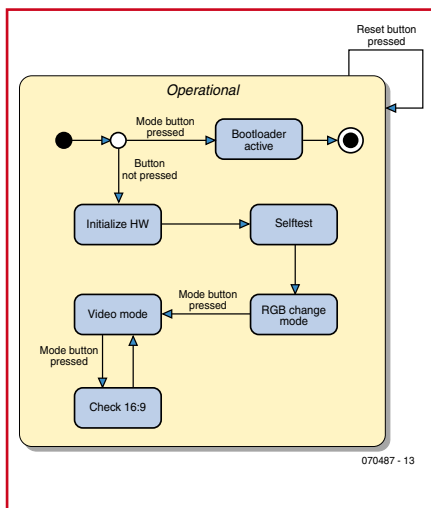 Reset button
pressed
Operational
Mode button
pressed
Bootloader
active
Button
not pressed
Initialize HW
Selftest
Video mode
Mode button
pressed
RGB change
mode
Mode button
pressed
Check 16:9
070487 - 13